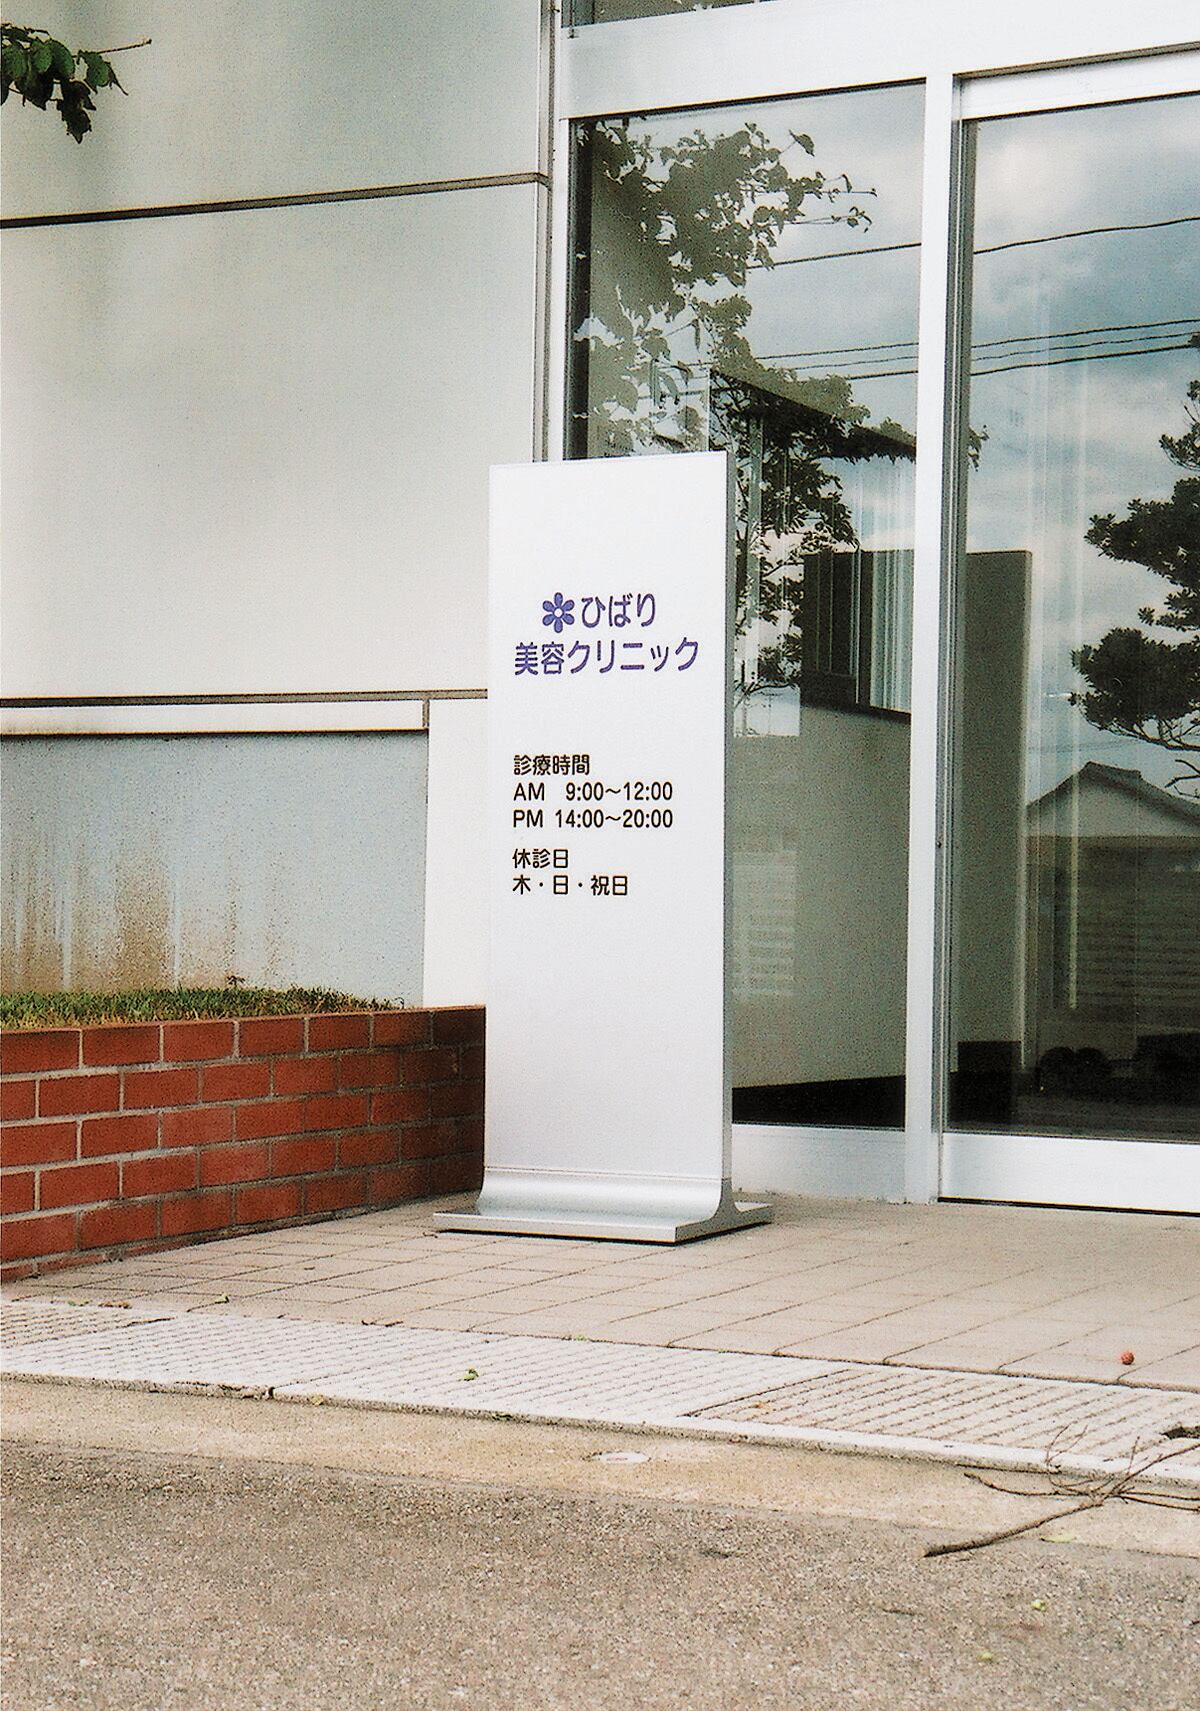 ひばり
美容クリニック
診療時間
AM 9:00〜12:00
PM 14:00〜20:00
休診日
木・日・祝日